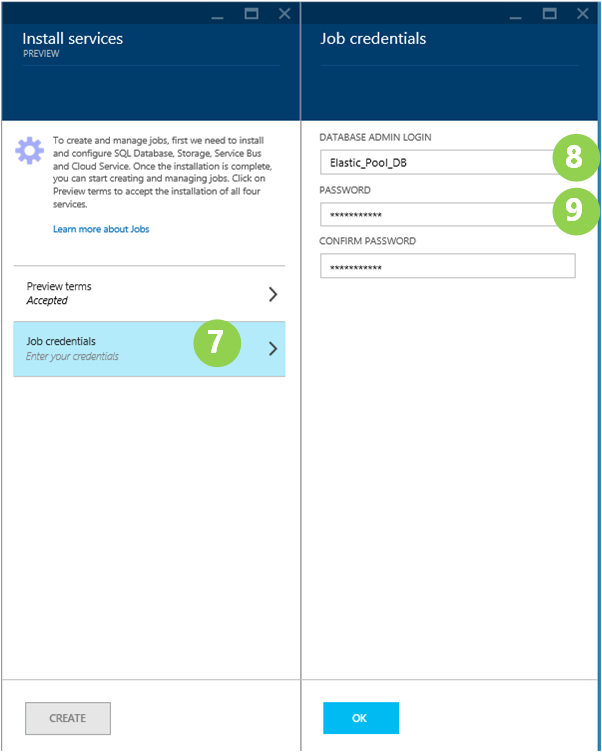 Install services
PREVIEW
To create and manage jobs, first we need to install
and configure SQL Database, Storage, Service Bus
and Cloud Service. Once the installation is complete,
you can start creating and managing jobs. Click on
Preview terms to accept the installation of all four
services.
Learn more about Jobs
Preview terms
Accepted
Job credentials
Enter your credentials
7
CREATE
Job credentials
DATABASE ADMIN LOGIN
Elastic_Pool_DB
8
PASSWORD
***********
9
CONFIRM PASSWORD
***********
OK